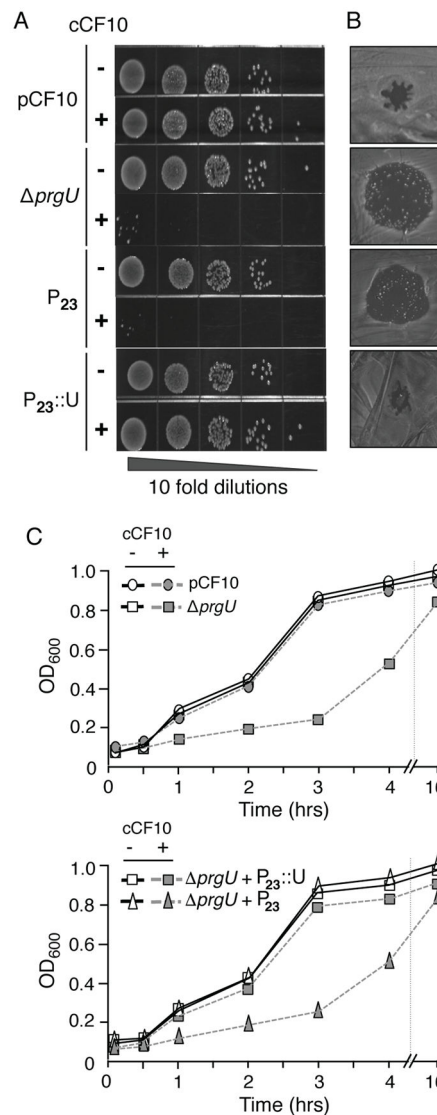 A
B
cCF10
pCF10
-
+
ΔprgU
-
+
P23
-
+
P23::U
-
+
10 fold dilutions
C
cCF10
- +
pCF10
ΔprgU
OD600
1.0
0.8
0.6
0.4
0.2
0
0 1 2 3 4
Time (hrs)
cCF10
- +
ΔprgU + P23::U
ΔprgU + P23
OD600
1.0
0.8
0.6
0.4
0.2
0
0 1 2 3 4
Time (hrs)